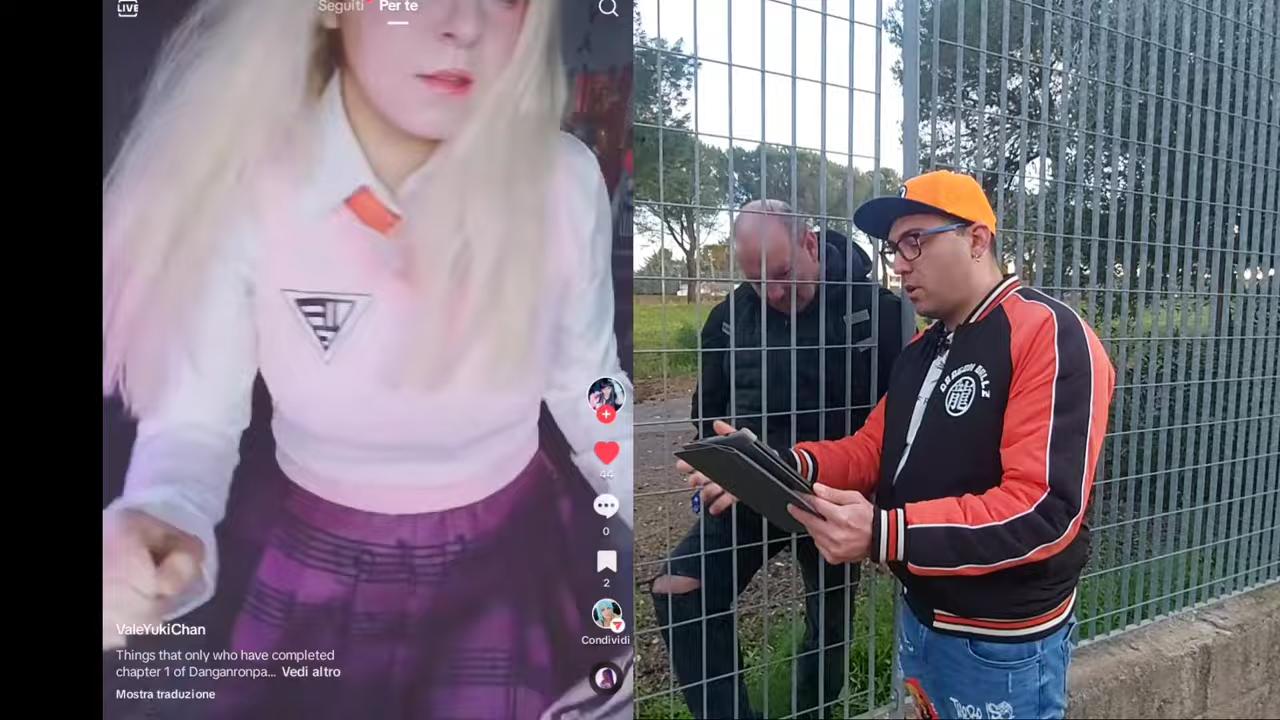 LIVE
Seguiti Per te
44
0
2
Condividi
ValeYukiChan
Things that only who have completed
chapter 1 of Danganronpa... Vedi altro
Mostra traduzione
DRAGON BALL Z
龍